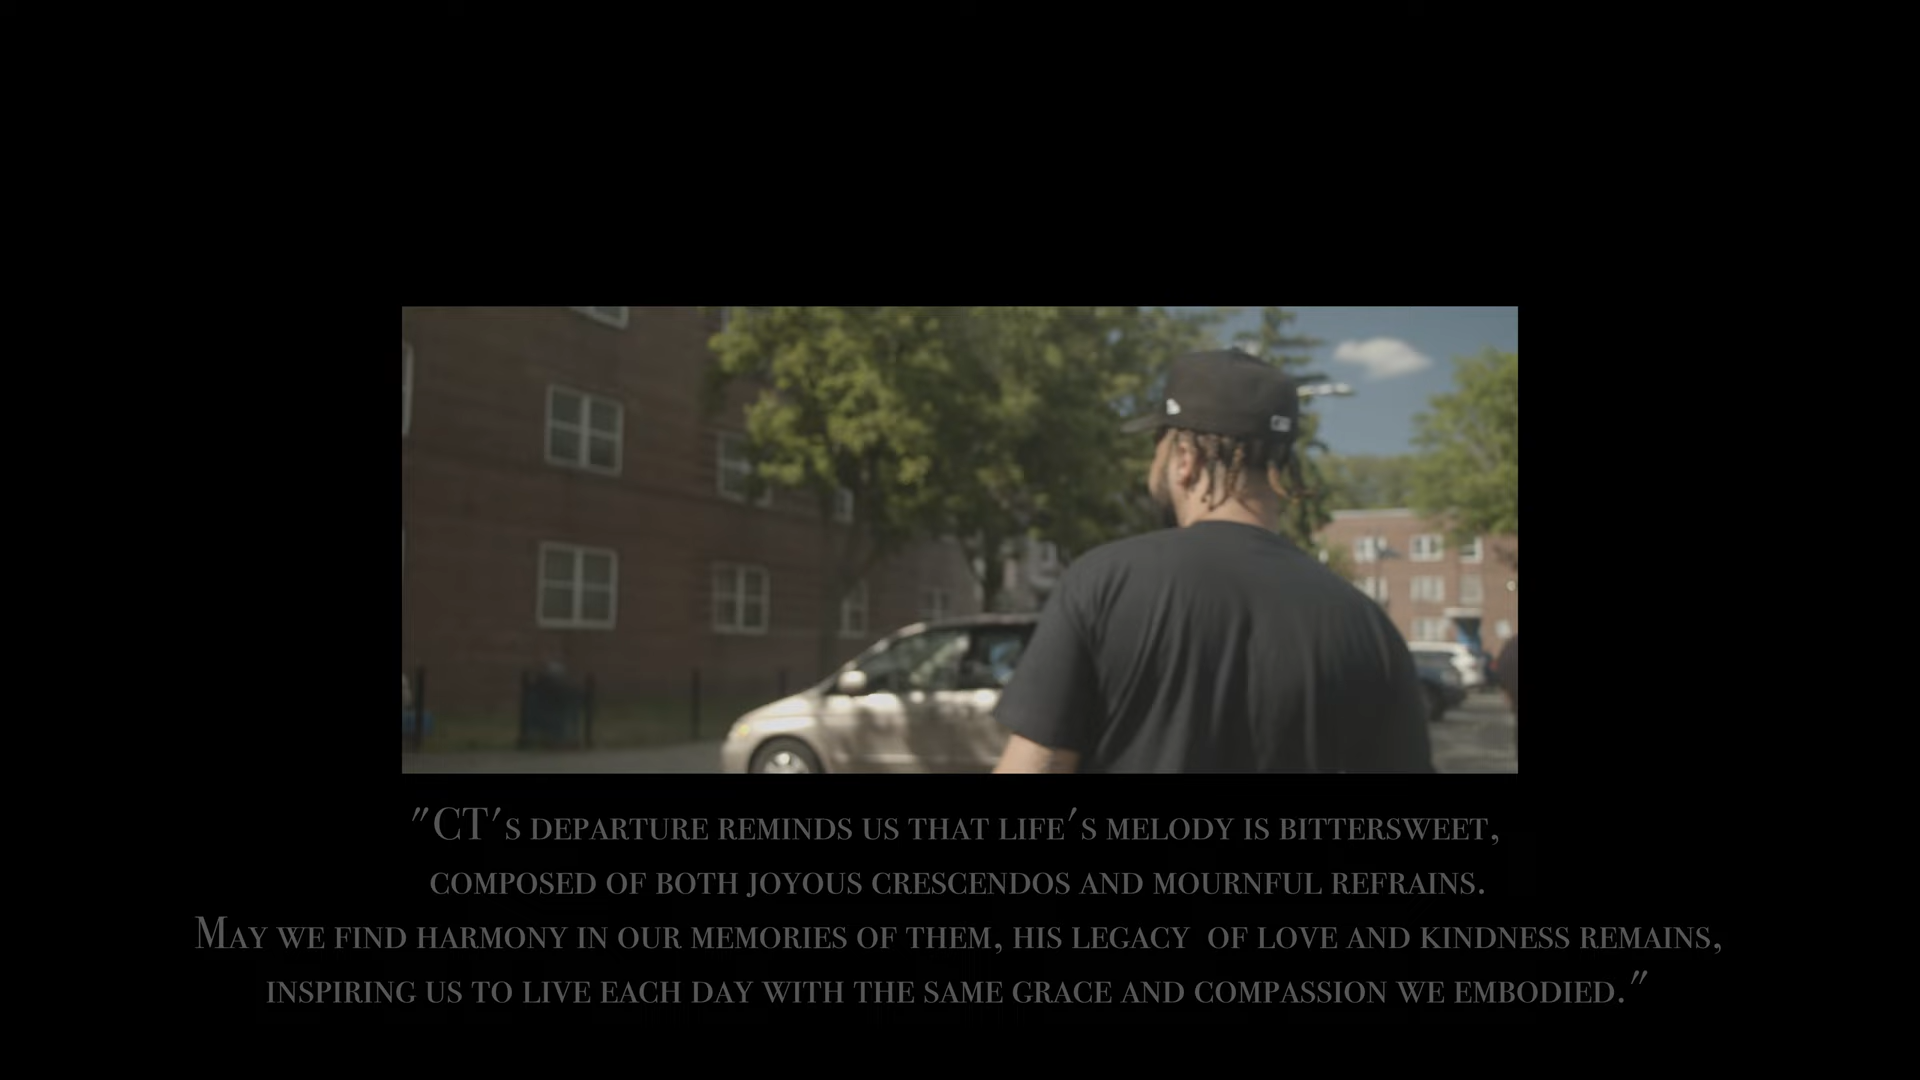 "CT's departure reminds us that life's melody is bittersweet,
composed of both joyous crescendos and mournful refrains.
May we find harmony in our memories of them, his legacy  of love and kindness remains,
inspiring us to live each day with the same grace and compassion we embodied."